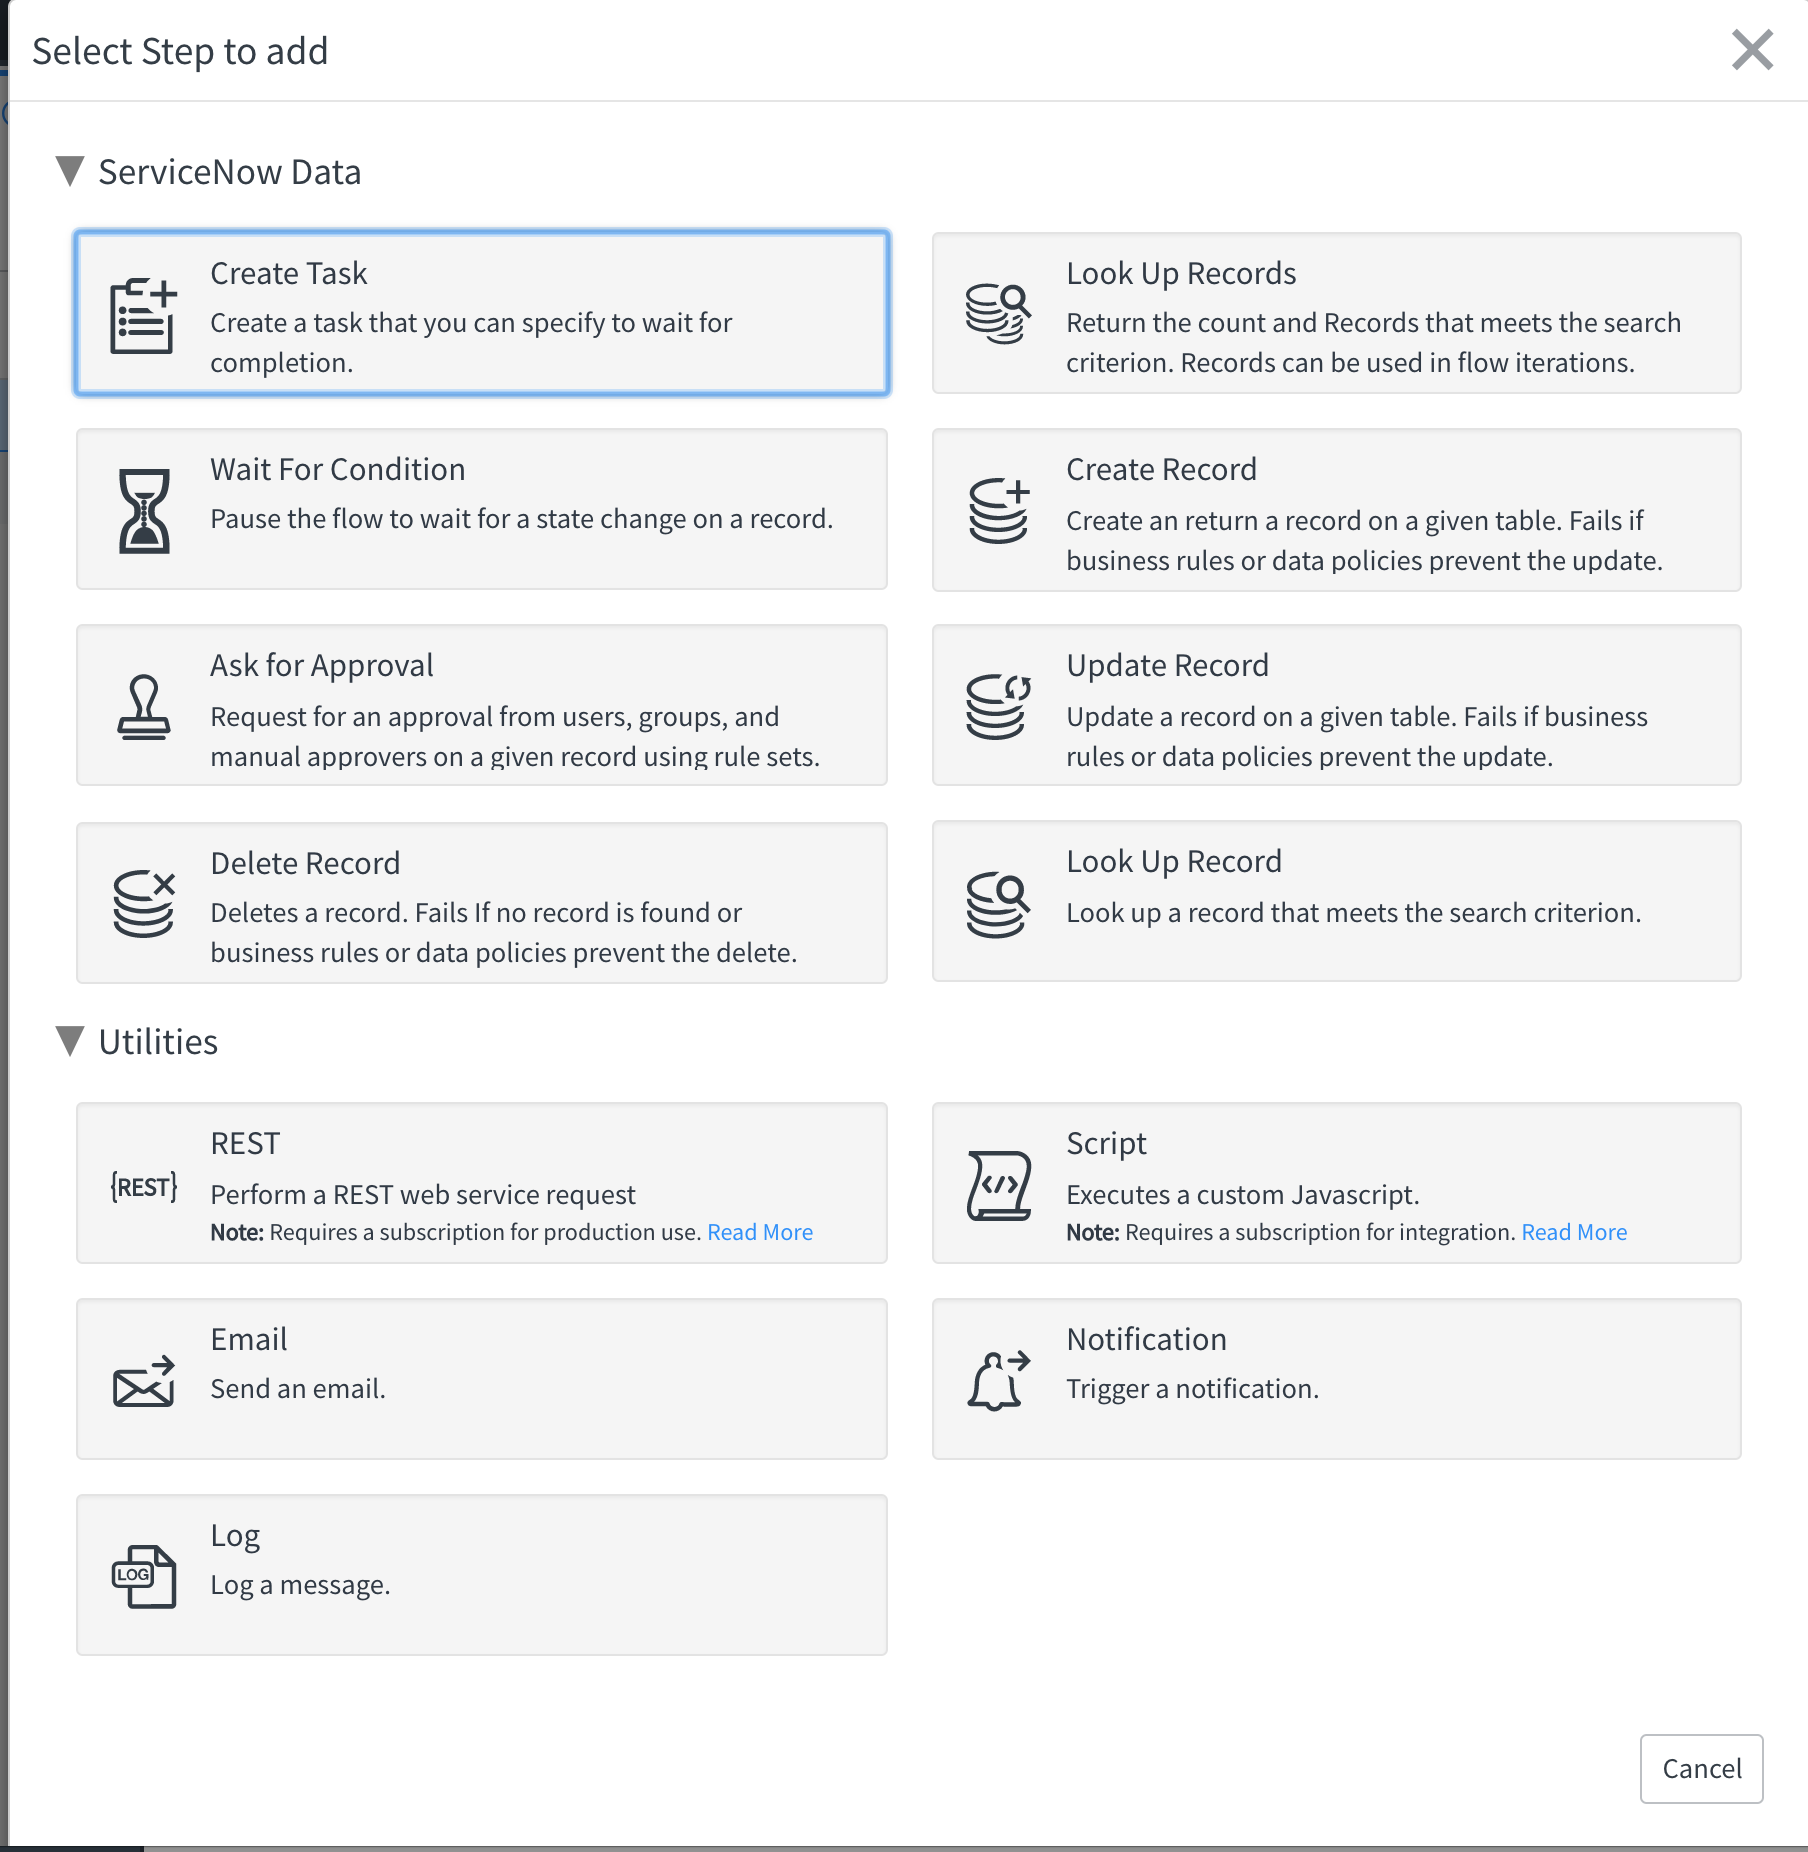 Select Step to add
ServiceNow Data
Create Task
Create a task that you can specify to wait for
completion.
Look Up Records
Return the count and Records that meets the search
criterion. Records can be used in flow iterations.
Wait For Condition
Pause the flow to wait for a state change on a record.
Create Record
Create an return a record on a given table. Fails if
business rules or data policies prevent the update.
Ask for Approval
Request for an approval from users, groups, and
manual approvers on a given record using rule sets.
Update Record
Update a record on a given table. Fails if business
rules or data policies prevent the update.
Delete Record
Deletes a record. Fails If no record is found or
business rules or data policies prevent the delete.
Look Up Record
Look up a record that meets the search criterion.
Utilities
{REST}
REST
Perform a REST web service request
Note: Requires a subscription for production use. Read More
</>
Script
Executes a custom Javascript.
Note: Requires a subscription for integration. Read More
Email
Send an email.
Notification
Trigger a notification.
LOG
Log
Log a message.
Cancel